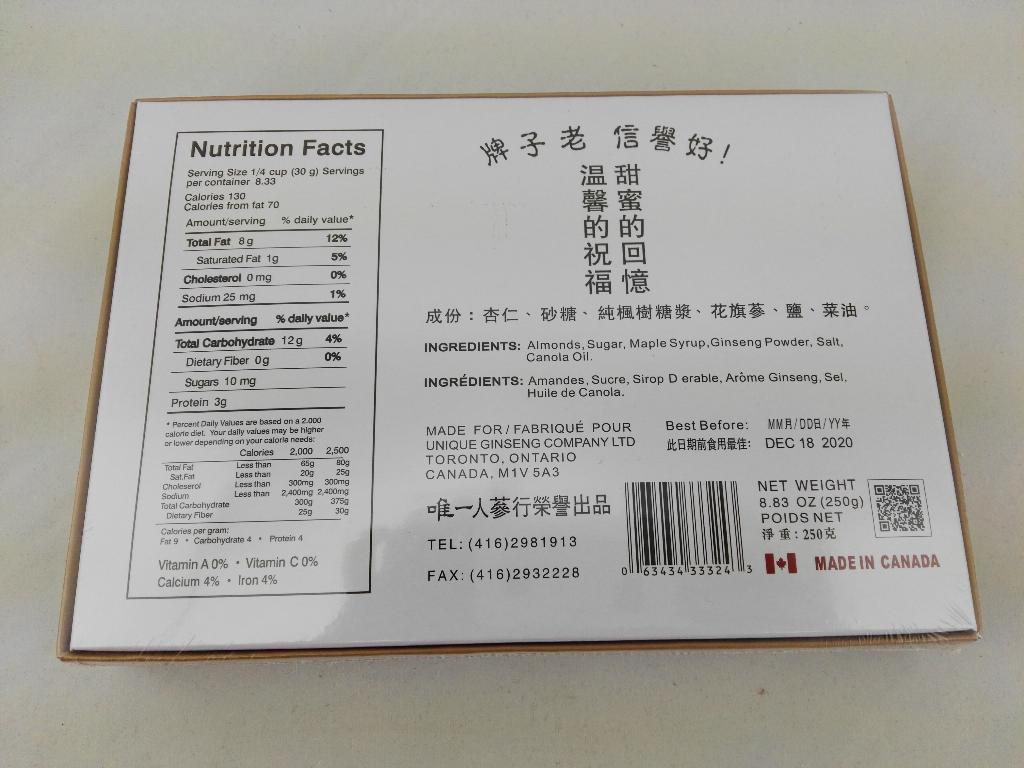 Nutrition Facts
Serving Size 1/4 cup (30 g) Servings
per container 8.33
Calories 130
Calories from fat 70
Amount/serving % daily value*
Total Fat 8 g 12%
Saturated Fat 1g 5%
Cholesterol 0 mg 0%
Sodium 25 mg 1%
Amount/serving % daily value*
Total Carbohydrate 12 g 4%
Dietary Fiber 0 g 0%
Sugars 10 mg
Protein 3g
* Percent Daily Values are based on a 2.000
calorie diet. Your daily values may be higher
or lower depending on your calorie needs:
Calories 2,000 2,500
Total Fat Less than 65g 80g
Sat.Fat Less than 20g 25g
Choleserol Less than 300mg 300mg
Sodium Less than 2,400mg 2,400mg
Total Carbohydrate 300g 375g
Dietary Fiber 25g 30g
Calories per gram:
Fat 9 • Carbohydrate 4 • Protein 4
Vitamin A 0% • Vitamin C 0%
Calcium 4% • Iron 4%
牌子老 信譽好!
甜蜜的回憶
溫馨的祝福
成份：杏仁、砂糖、純楓樹糖漿、花旗蔘、鹽、菜油。
INGREDIENTS: Almonds, Sugar, Maple Syrup,Ginseng Powder, Salt,
Canola Oil.
INGRÉDIENTS: Amandes, Sucre, Sirop D erable, Arôme Ginseng, Sel,
Huile de Canola.
MADE FOR / FABRIQUÉ POUR
UNIQUE GINSENG COMPANY LTD
TORONTO, ONTARIO
CANADA, M1V 5A3
Best Before: MM月/DD日/YY年
此日期前食用最佳: DEC 18 2020
唯一人蔘行榮譽出品
TEL: (416)2981913
FAX: (416)2932228
0 63434 33324 3
NET WEIGHT
8.83 OZ (250g)
POIDS NET
淨重：250克
MADE IN CANADA